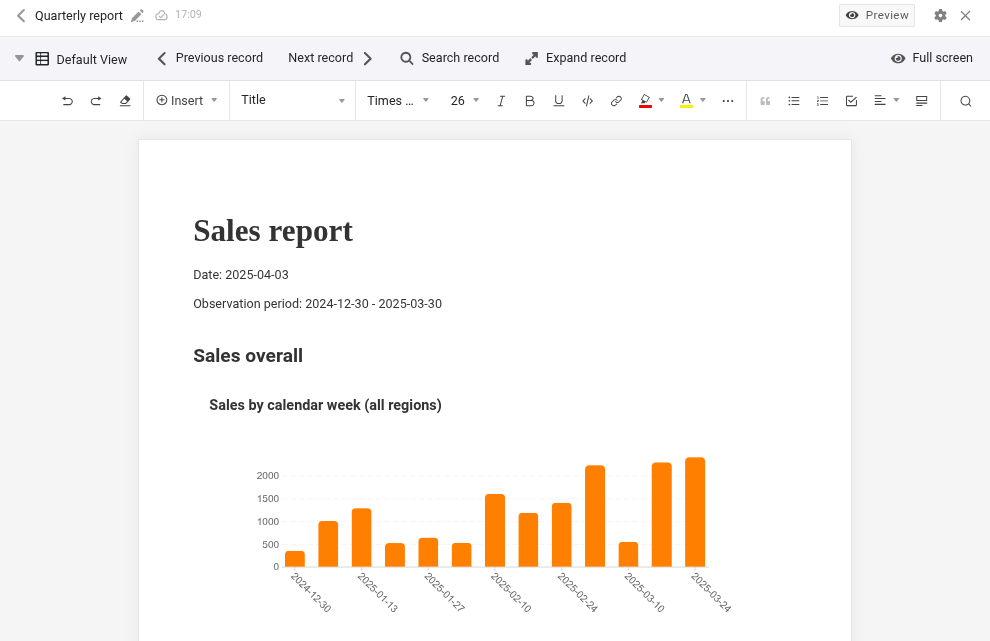 Quarterly report 17:09 Preview
Default View Previous record Next record Search record Expand record Full screen
Insert Title Times ... 26 I B U A
Sales report
Date: 2025-04-03
Observation period: 2024-12-30 - 2025-03-30
Sales overall
Sales by calendar week (all regions)
2000
1500
1000
500
0
2024-12-30 2025-01-13 2025-01-27 2025-02-10 2025-02-24 2025-03-10 2025-03-24